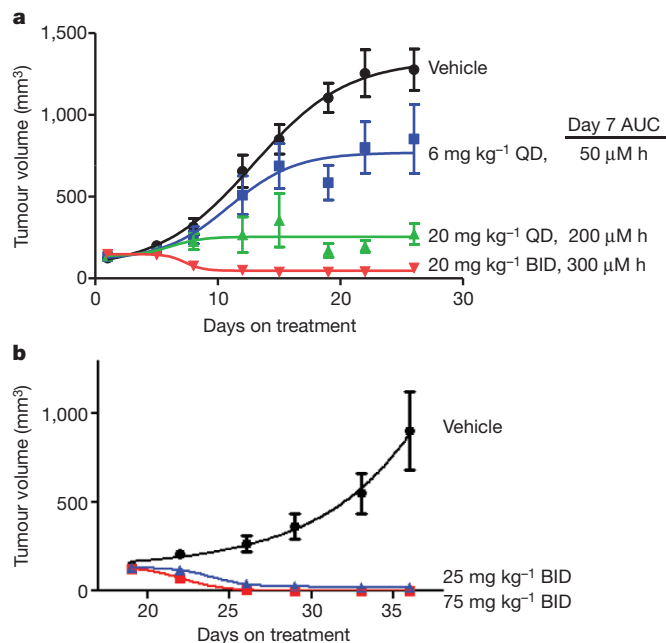 a
1,500
1,000
500
0
0
10
20
30
Tumour volume (mm³)
Days on treatment
Vehicle
Day 7 AUC
6 mg kg⁻¹ QD, 50 μM h
20 mg kg⁻¹ QD, 200 μM h
20 mg kg⁻¹ BID, 300 μM h
b
1,000
500
0
20
25
30
35
Tumour volume (mm³)
Days on treatment
Vehicle
25 mg kg⁻¹ BID
75 mg kg⁻¹ BID